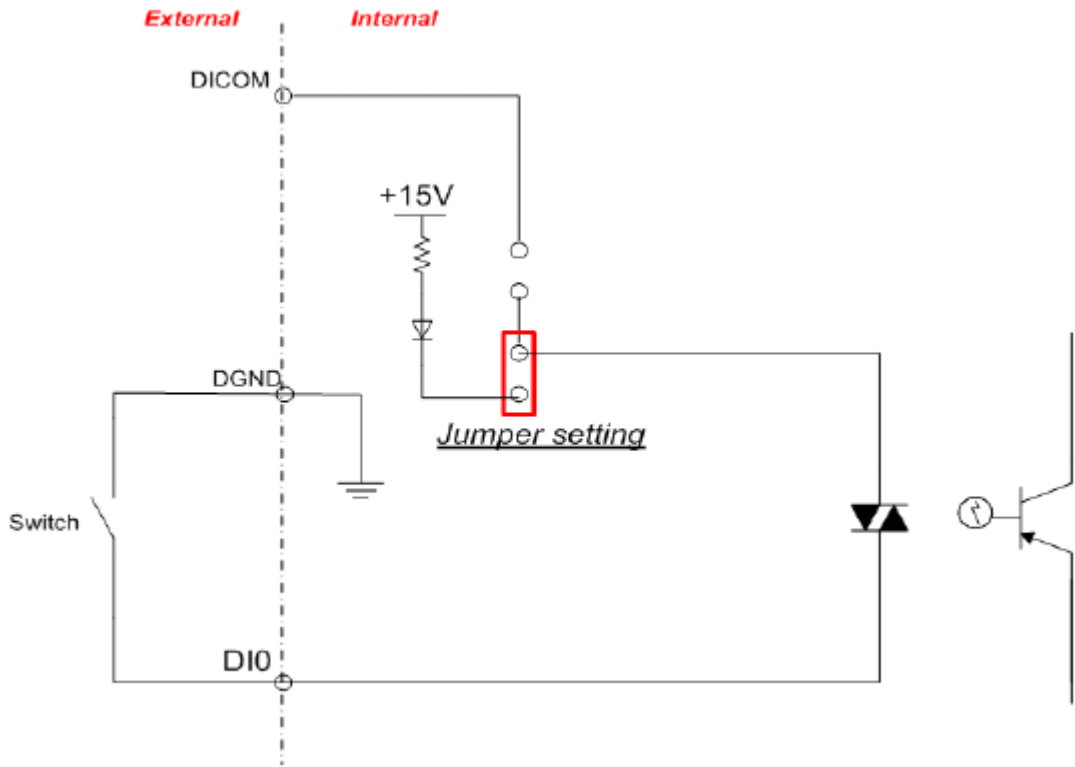 External Internal
DICOM
+15V
DGND
Jumper setting
Switch
DI0